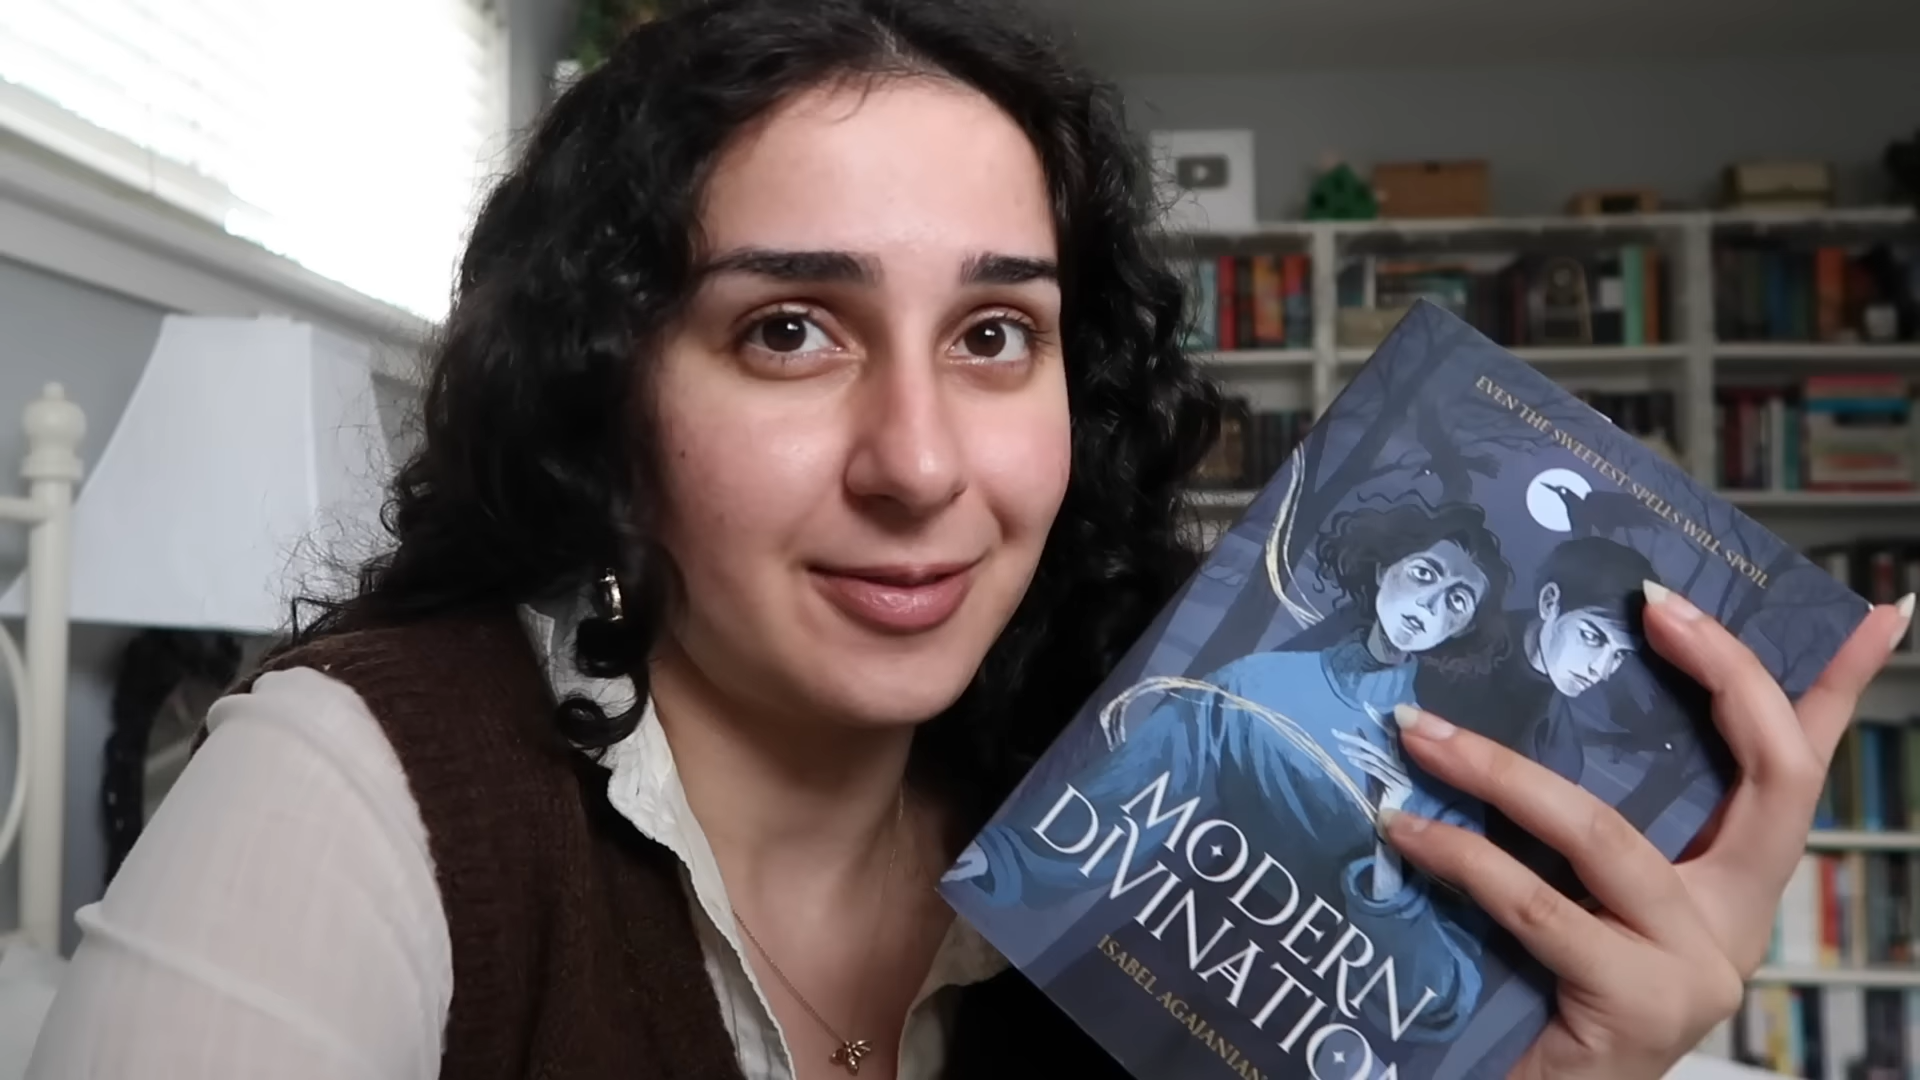 EVEN THE SWEETEST SPELLS WILL SPOIL
MODERN
DIVINATION
ISABEL AGAJANIAN